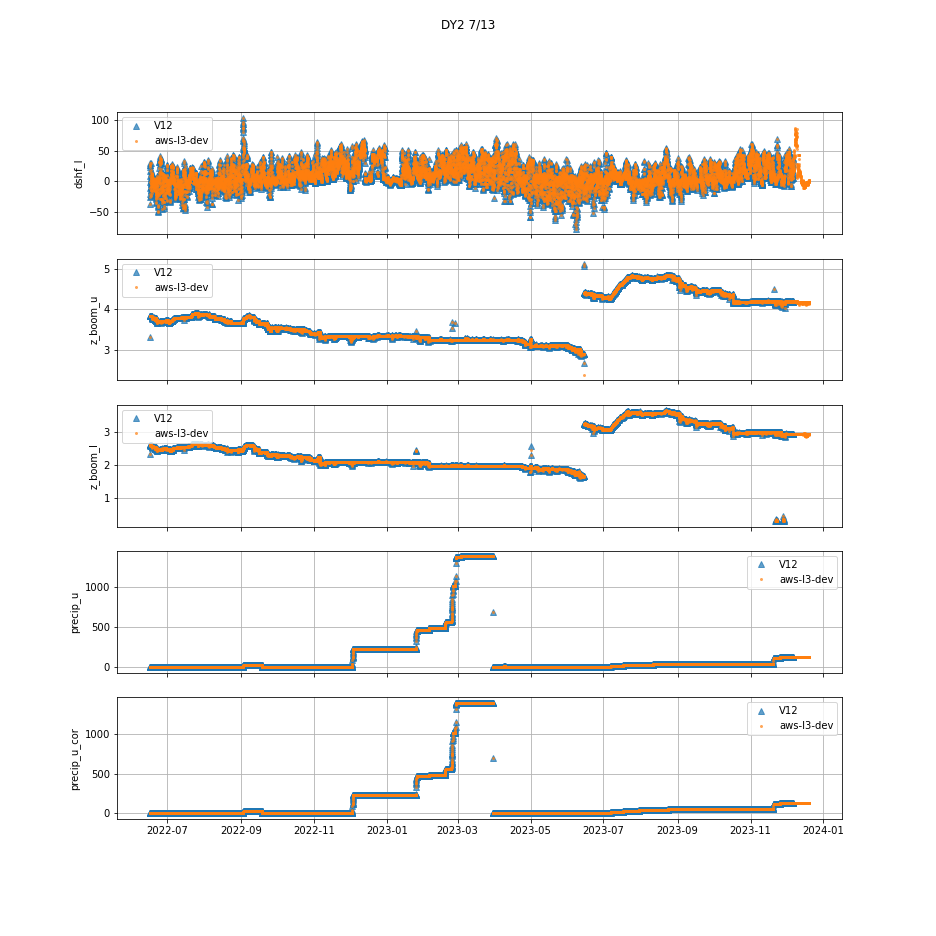 DY2 7/13
dshf_l
100
50
0
−50
V12
aws-l3-dev
z_boom_u
5
4
3
V12
aws-l3-dev
z_boom_l
3
2
1
V12
aws-l3-dev
precip_u
1000
500
0
V12
aws-l3-dev
precip_u_cor
1000
500
0
V12
aws-l3-dev
2022-07 2022-09 2022-11 2023-01 2023-03 2023-05 2023-07 2023-09 2023-11 2024-01